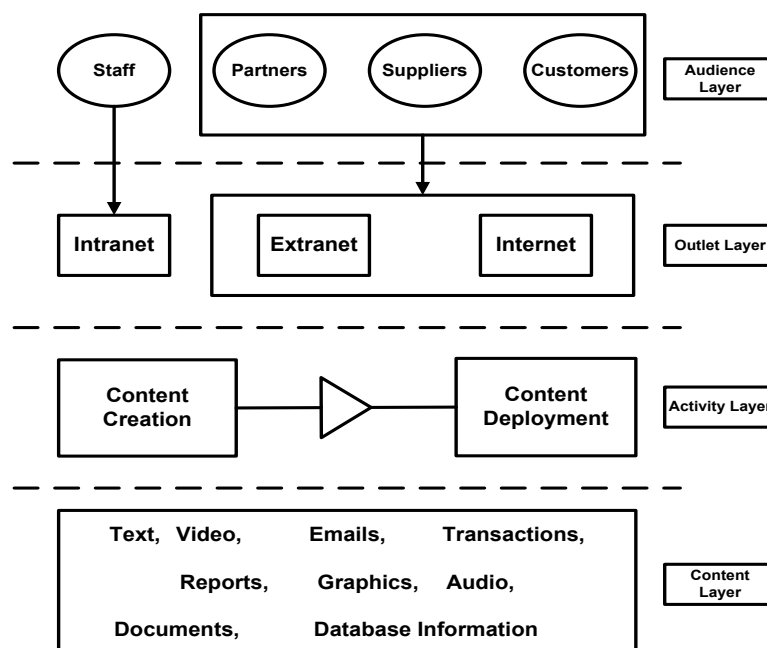 Staff
Partners
Suppliers
Customers
Audience
Layer
Intranet
Extranet
Internet
Outlet Layer
Content
Creation
Content
Deployment
Activity Layer
Text, Video, Emails, Transactions,
Reports, Graphics, Audio,
Documents, Database Information
Content
Layer